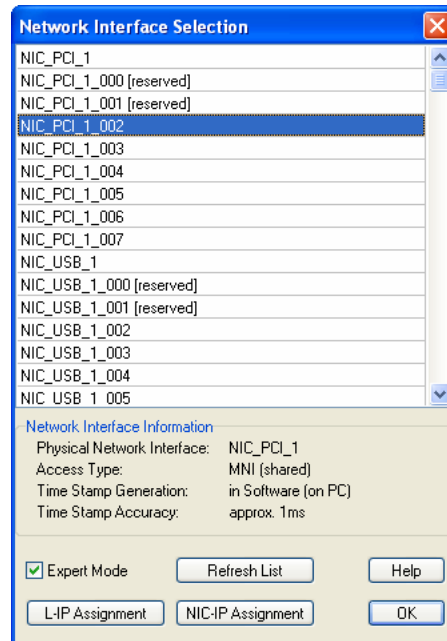 Network Interface Selection
NIC_PCI_1
NIC_PCI_1_000 [reserved]
NIC_PCI_1_001 [reserved]
NIC_PCI_1_002
NIC_PCI_1_003
NIC_PCI_1_004
NIC_PCI_1_005
NIC_PCI_1_006
NIC_PCI_1_007
NIC_USB_1
NIC_USB_1_000 [reserved]
NIC_USB_1_001 [reserved]
NIC_USB_1_002
NIC_USB_1_003
NIC_USB_1_004
NIC_USB_1_005
Network Interface Information
Physical Network Interface: NIC_PCI_1
Access Type: MNI (shared)
Time Stamp Generation: in Software (on PC)
Time Stamp Accuracy: approx. 1ms
Expert Mode Refresh List Help
L-IP Assignment NIC-IP Assignment OK